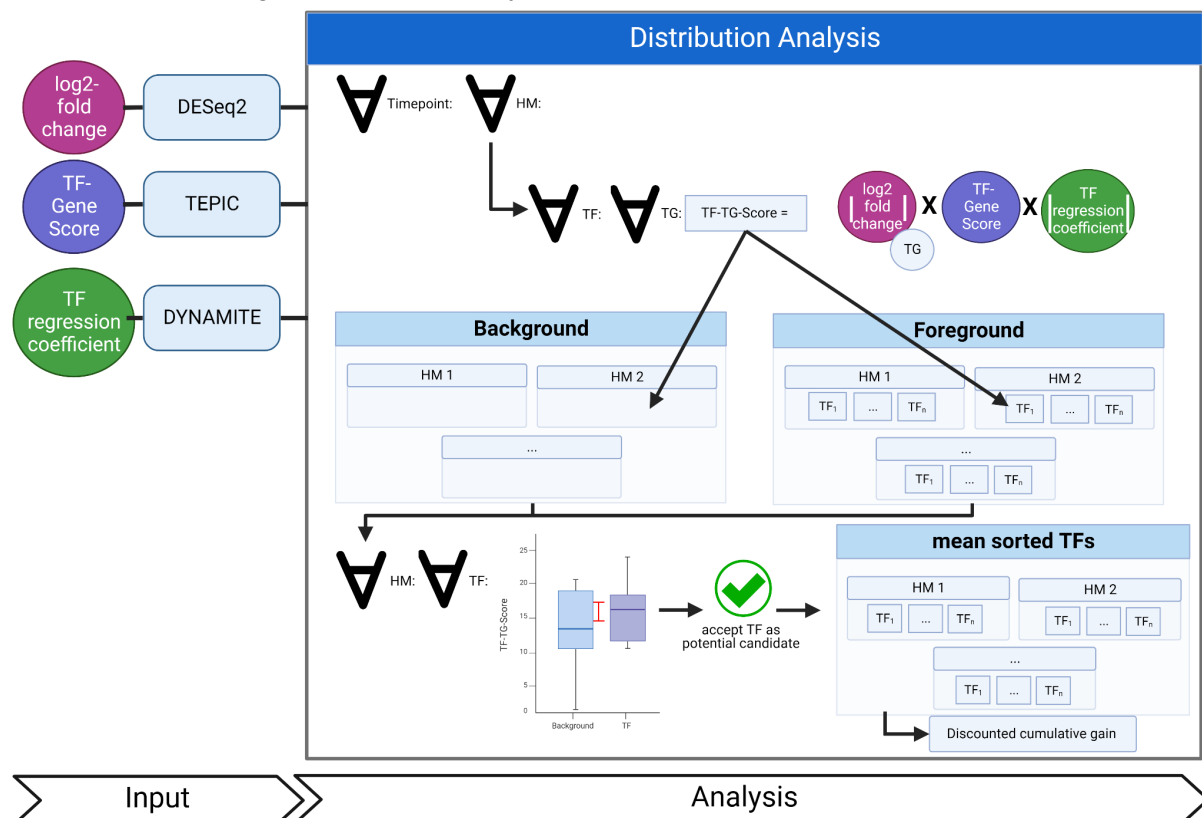 Distribution Analysis
log2-
fold
change
DESeq2
TF-
Gene
Score
TEPIC
TF
regression
coefficient
DYNAMITE
∀ Timepoint: ∀ HM:
∀ TF: ∀ TG: TF-TG-Score =
|log2
fold
change|
TG
X
TF-
Gene
Score
X
|TF
regression
coefficient|
Background
HM 1
HM 2
...
Foreground
HM 1
TF₁ ... TFₙ
HM 2
TF₁ ... TFₙ
...
TF₁ ... TFₙ
∀ HM: ∀ TF:
TF-TG-Score
25
20
15
10
5
0
Background TF
accept TF as
potential candidate
mean sorted TFs
HM 1
TF₁ ... TFₙ
HM 2
TF₁ ... TFₙ
...
TF₁ ... TFₙ
Discounted cumulative gain
Input
Analysis